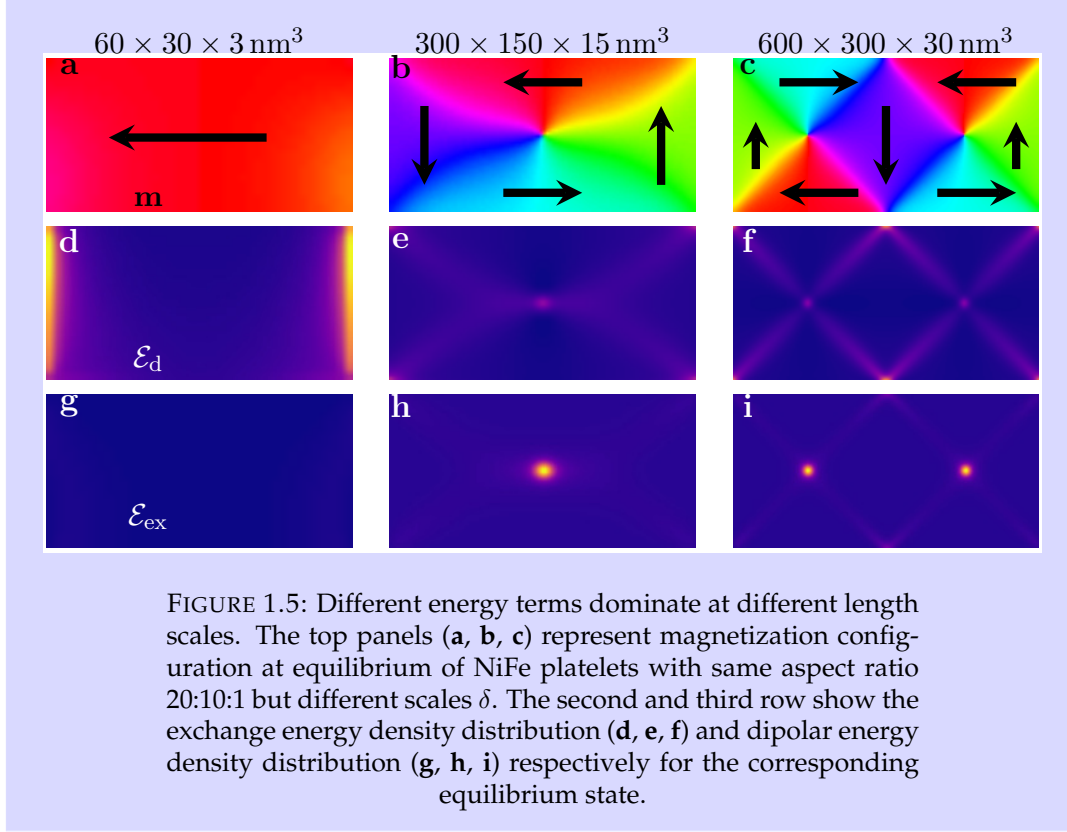 60 × 30 × 3 nm³ 300 × 150 × 15 nm³ 600 × 300 × 30 nm³
a b c
m
d e f
ℰd
g h i
ℰex
FIGURE 1.5: Different energy terms dominate at different length
scales. The top panels (a, b, c) represent magnetization config-
uration at equilibrium of NiFe platelets with same aspect ratio
20:10:1 but different scales δ. The second and third row show the
exchange energy density distribution (d, e, f) and dipolar energy
density distribution (g, h, i) respectively for the corresponding
equilibrium state.